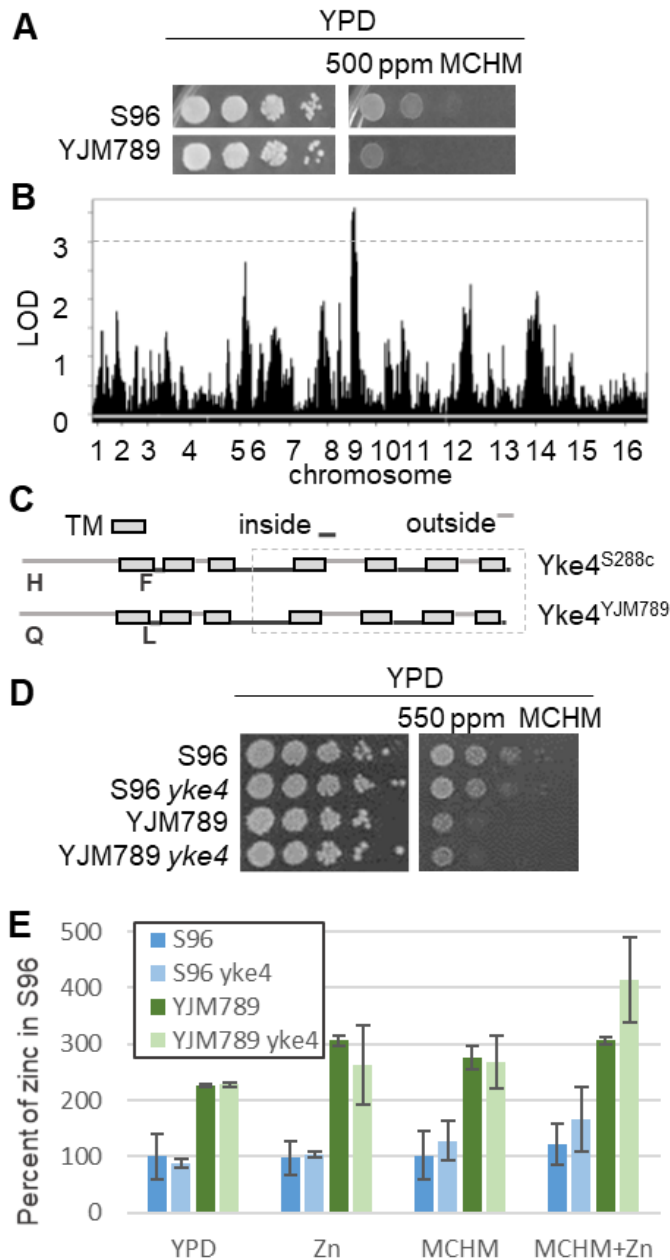 A
YPD
500 ppm MCHM
S96
YJM789
B
LOD
3
2
1
0
1 2 3 4 5 6 7 8 9 10 11 12 13 14 15 16
chromosome
C
TM inside outside
Yke4S288c
H F
Yke4YJM789
Q L
D
YPD
550 ppm MCHM
S96
S96 yke4
YJM789
YJM789 yke4
E
Percent of zinc in S96
500
400
300
200
100
0
S96
S96 yke4
YJM789
YJM789 yke4
YPD Zn MCHM MCHM+Zn